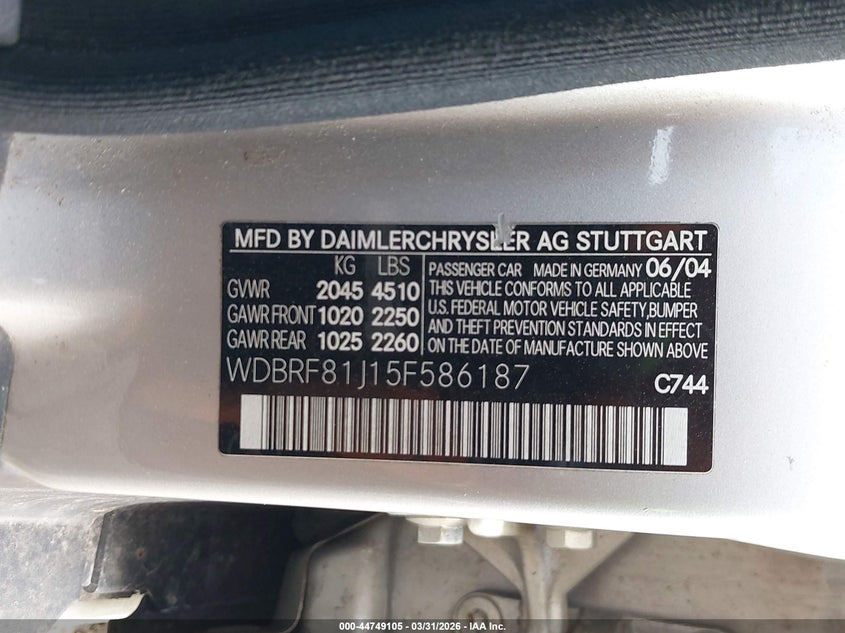 MFD BY DAIMLERCHRYSLER AG STUTTGART
KG LBS
GVWR 2045 4510
GAWR FRONT 1020 2250
GAWR REAR 1025 2260
PASSENGER CAR MADE IN GERMANY 06/04
THIS VEHICLE CONFORMS TO ALL APPLICABLE
U.S. FEDERAL MOTOR VEHICLE SAFETY,BUMPER
AND THEFT PREVENTION STANDARDS IN EFFECT
ON THE DATE OF MANUFACTURE SHOWN ABOVE
WDBRF81J15F586187
C744
000-44749105 - 03/31/2026 - IAA Inc.